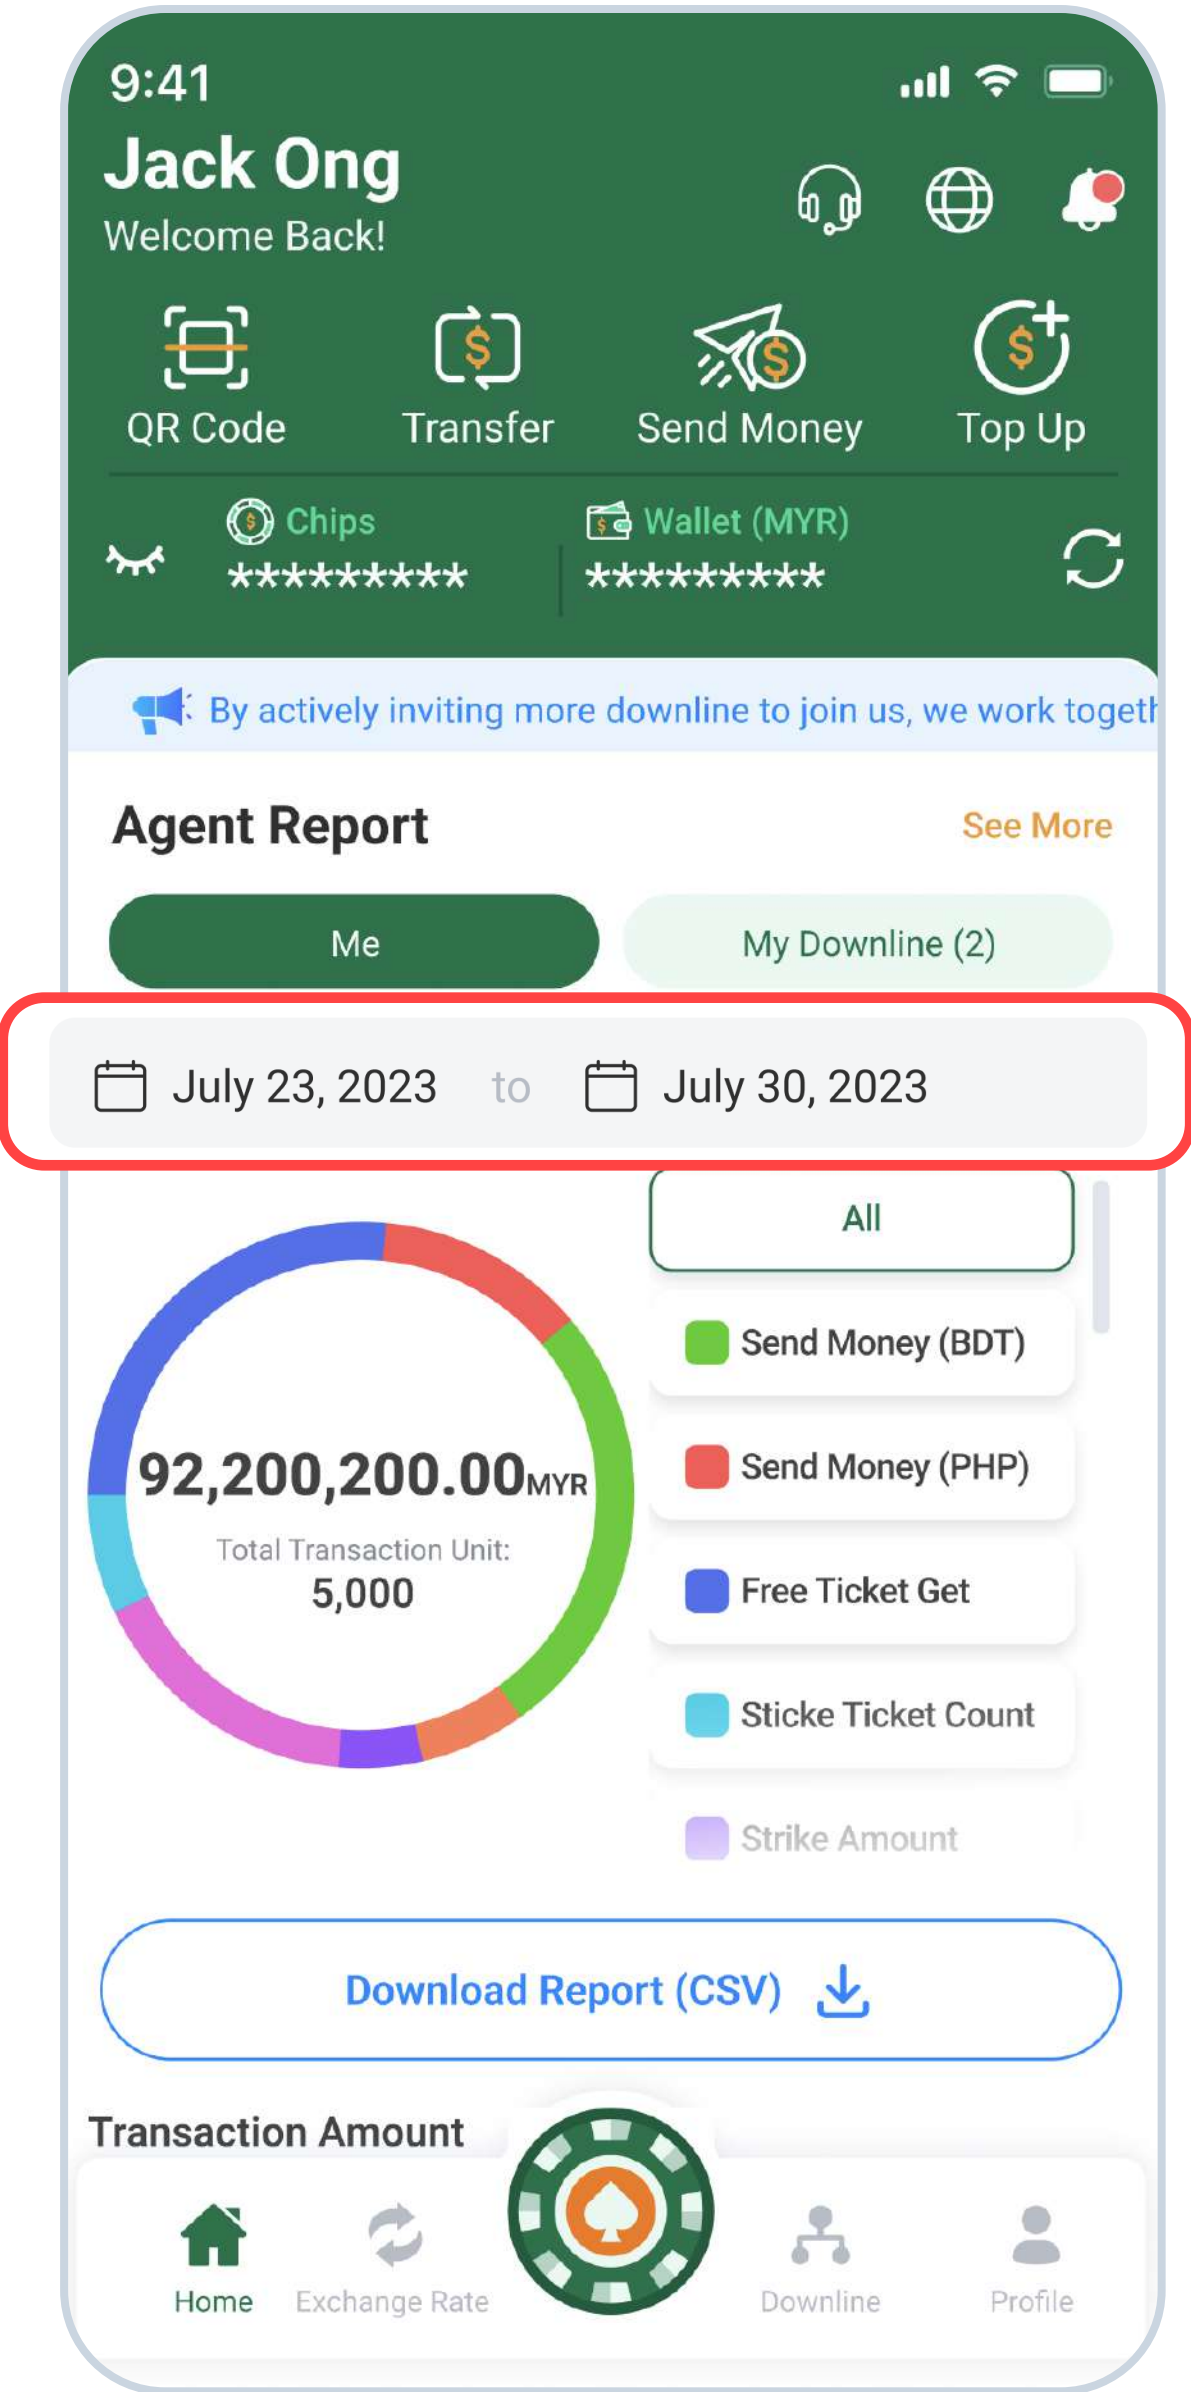 9:41
Jack Ong
Welcome Back!
QR Code
Transfer
Send Money
Top Up
Chips
Wallet (MYR)
*********
*********
By actively inviting more downline to join us, we work togeth
Agent Report
See More
Me
My Downline (2)
July 23, 2023 to July 30, 2023
All
Send Money (BDT)
Send Money (PHP)
Free Ticket Get
Sticke Ticket Count
Strike Amount
92,200,200.00MYR
Total Transaction Unit:
5,000
Download Report (CSV)
Transaction Amount
Home
Exchange Rate
Downline
Profile